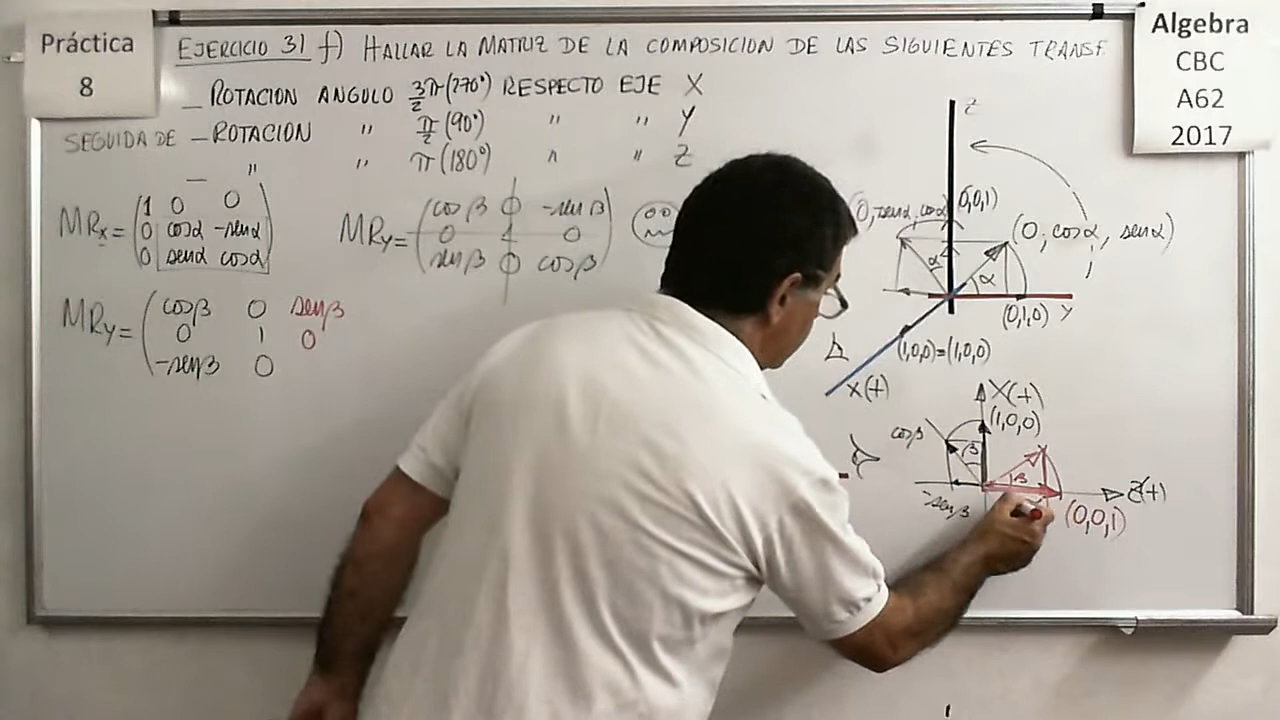 Práctica
8
EJERCICIO 31 f) HALLAR LA MATRIZ DE LA COMPOSICION DE LAS SIGUIENTES TRANSF
_ ROTACION ANGULO 3/2 π (270°) RESPECTO EJE X
SEGUIDA DE _ ROTACION " π/2 (90°) " " Y
_ " " π (180°) " " Z
Algebra
CBC
A62
2017
MRx = (1 0 0
0 cosα -senα
0 senα cosα)
MRy = (cosβ 0 -senβ
0 1 0
senβ 0 cosβ)
MRy = (cosβ 0 senβ
0 1 0
-senβ 0
Z
0, -senα, cosα)
0,0,1)
(0, cosα, senα)
α
α
(0,1,0) Y
(1,0,0)=(1,0,0)
X(+)
X(+)
(1,0,0)
cosβ
β
β
Z(+)
-senβ
(0,0,1)